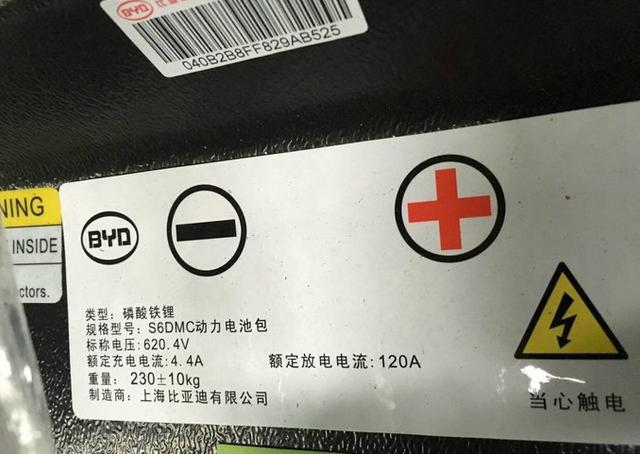 BYD
040B2B8FF829AB525
NING
INSIDE
ctors.
BYD
类型: 磷酸铁锂
规格型号: S6DMC动力电池包
标称电压:620.4V
额定充电电流:4.4A 额定放电电流:120A
重量: 230±10kg
制造商: 上海比亚迪有限公司
当心触电